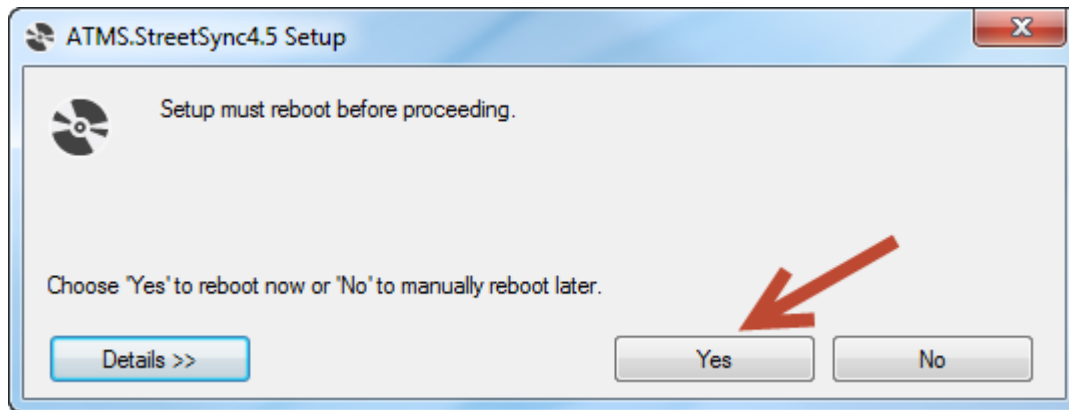 ATMS.StreetSync4.5 Setup
Setup must reboot before proceeding.
Choose 'Yes' to reboot now or 'No' to manually reboot later.
Details >>
Yes
No